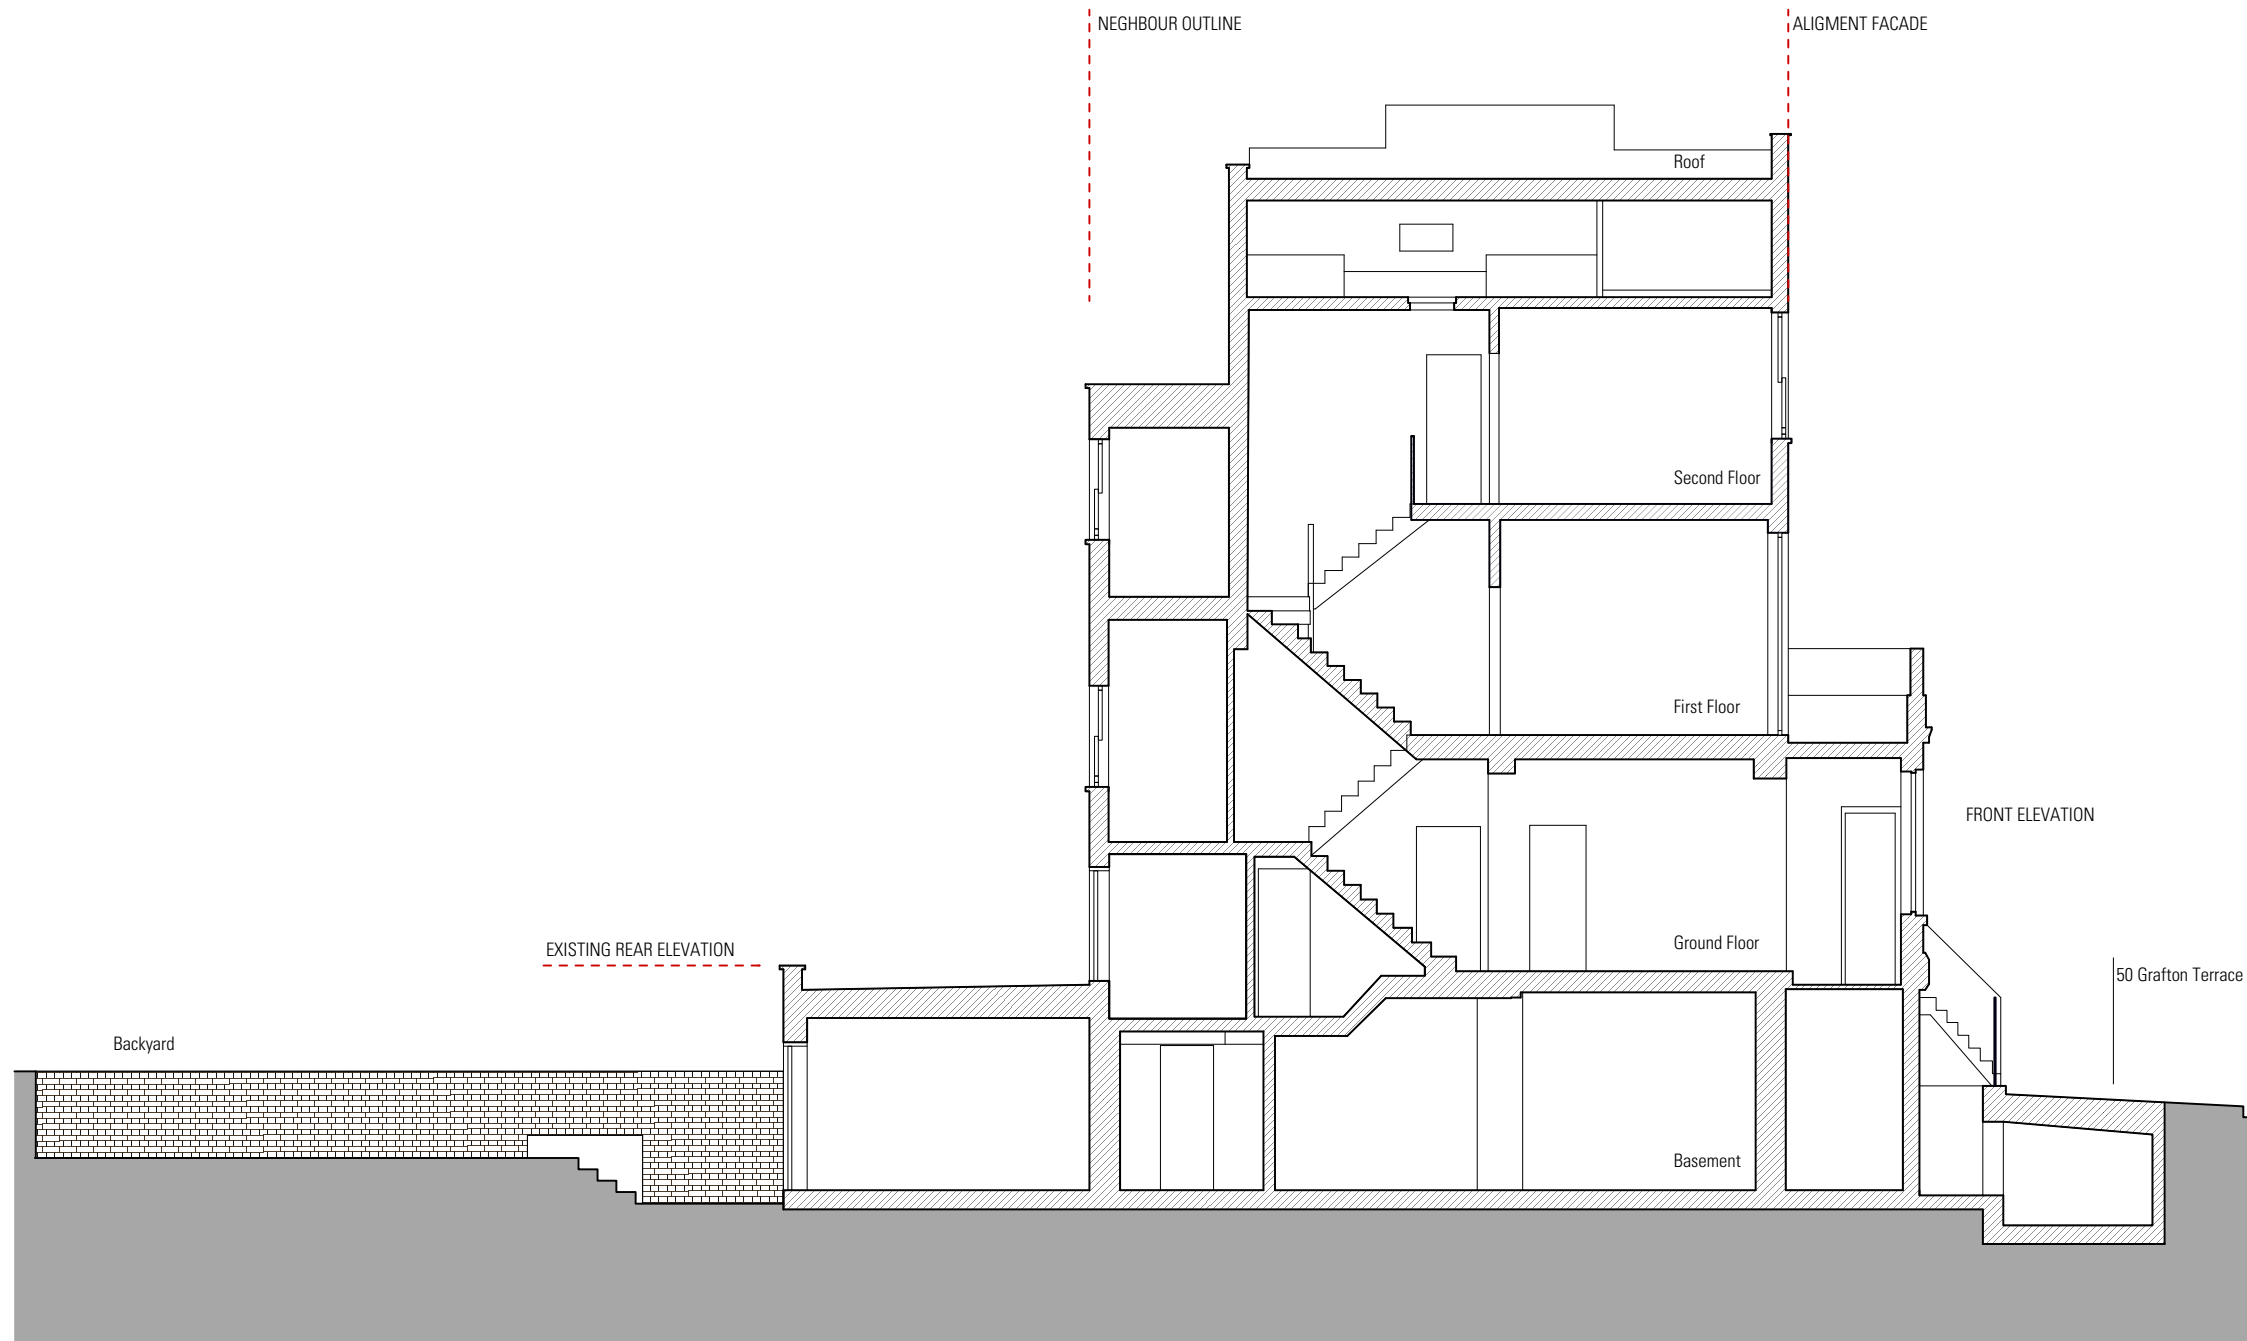 NEGHBOUR OUTLINE
ALIGMENT FACADE
Roof
Second Floor
First Floor
FRONT ELEVATION
Ground Floor
EXISTING REAR ELEVATION
50 Grafton Terrace
Backyard
Basement